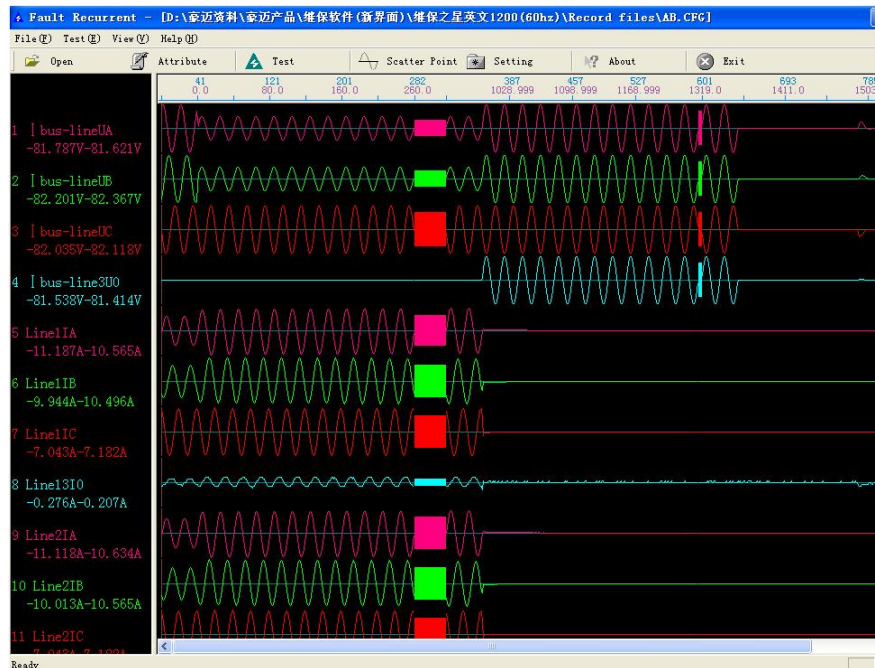 Fault Recurrent - [D:\豪迈资料\豪迈产品\维保软件(新界面)\维保之星英文1200(60hz)\Record files\AB.CFG]
File(F) Test(E) View(V) Help(H)
Open Attribute Test Scatter Point Setting About Exit
41 121 201 282 387 457 527 601 693 789
0.0 80.0 160.0 260.0 1028.999 1098.999 1168.999 1319.0 1411.0 1503
1 | bus-lineUA
-81.787V-81.621V
2 | bus-lineUB
-82.201V-82.367V
3 | bus-lineUC
-82.035V-82.118V
4 | bus-line3U0
-81.538V-81.414V
5 Line1IA
-11.187A-10.565A
6 Line1IB
-9.944A-10.496A
7 Line1IC
-7.043A-7.182A
8 Line13I0
-0.276A-0.207A
9 Line2IA
-11.118A-10.634A
10 Line2IB
-10.013A-10.565A
11 Line2IC
Ready